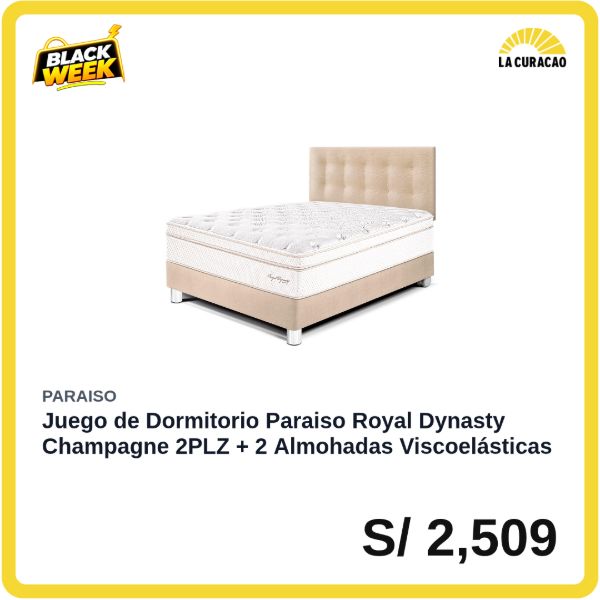 BLACK
WEEK
LA CURACAO
PARAISO
Juego de Dormitorio Paraiso Royal Dynasty
Champagne 2PLZ + 2 Almohadas Viscoelásticas
S/ 2,509